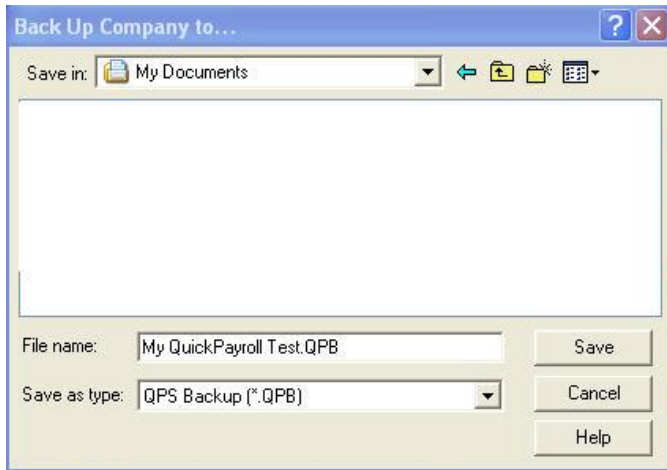 Back Up Company to...
Save in: My Documents
File name: My QuickPayroll Test.QPB Save
Save as type: QPS Backup (*.QPB) Cancel
Help